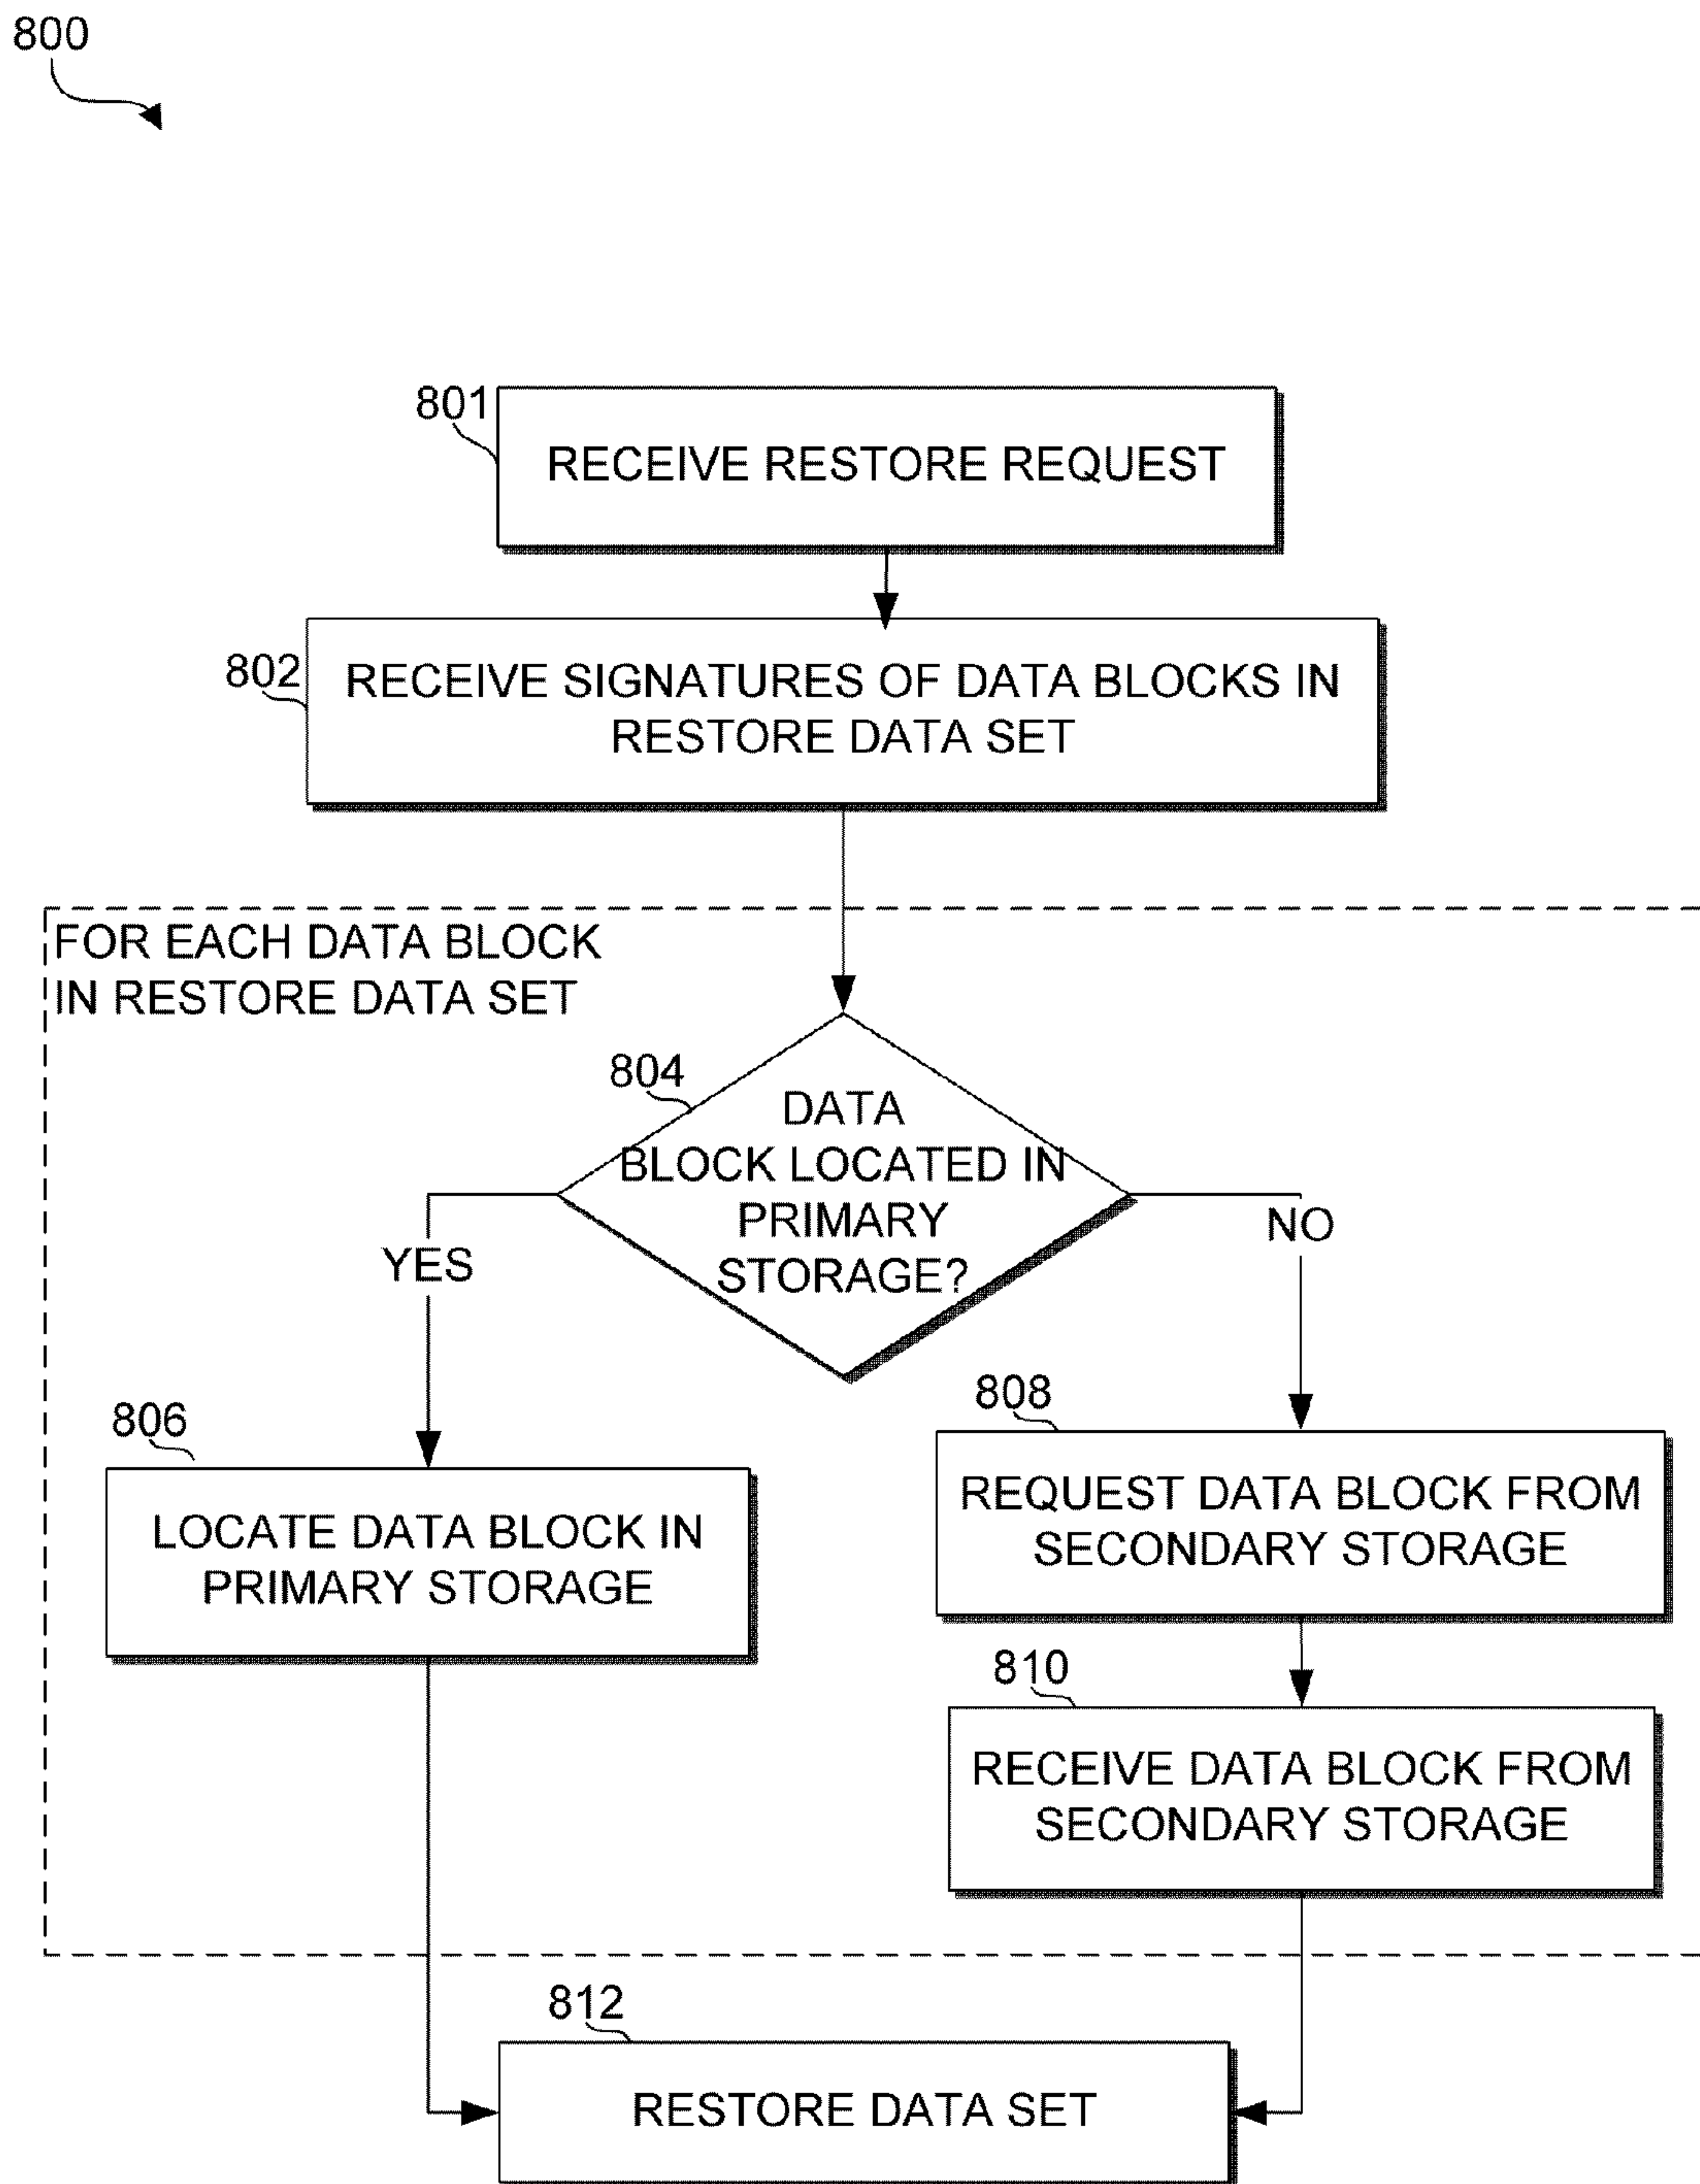 800
801
RECEIVE RESTORE REQUEST
802
RECEIVE SIGNATURES OF DATA BLOCKS IN
RESTORE DATA SET
FOR EACH DATA BLOCK
IN RESTORE DATA SET
804
DATA
BLOCK LOCATED IN
PRIMARY
STORAGE?
YES
NO
806
LOCATE DATA BLOCK IN
PRIMARY STORAGE
808
REQUEST DATA BLOCK FROM
SECONDARY STORAGE
810
RECEIVE DATA BLOCK FROM
SECONDARY STORAGE
812
RESTORE DATA SET